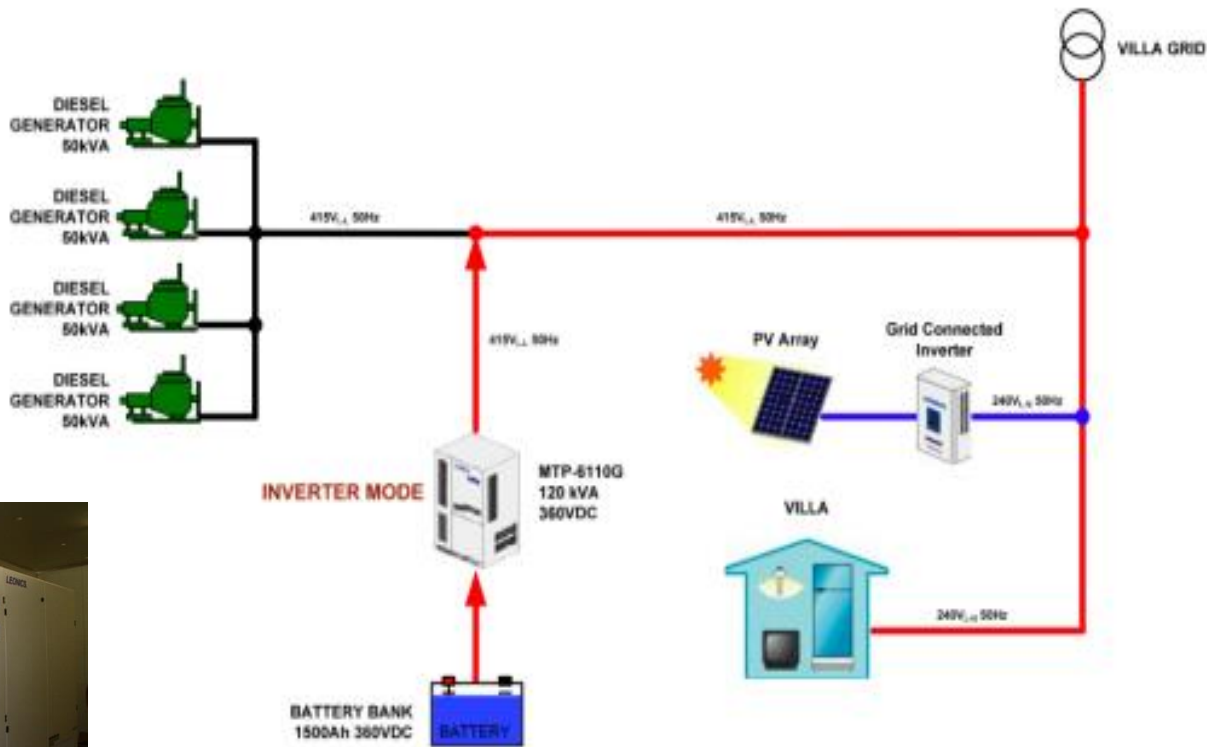 VILLA GRID
DIESEL
GENERATOR
50kVA
DIESEL
GENERATOR
50kVA
415V L-L 50Hz
415V L-L 50Hz
DIESEL
GENERATOR
50kVA
415V L-L 50Hz
PV Array
Grid Connected
Inverter
DIESEL
GENERATOR
50kVA
240V L-N 50Hz
INVERTER MODE
MTP-6110G
120 kVA
360VDC
VILLA
LEONICS
240V L-N 50Hz
BATTERY BANK
1500Ah 360VDC
BATTERY